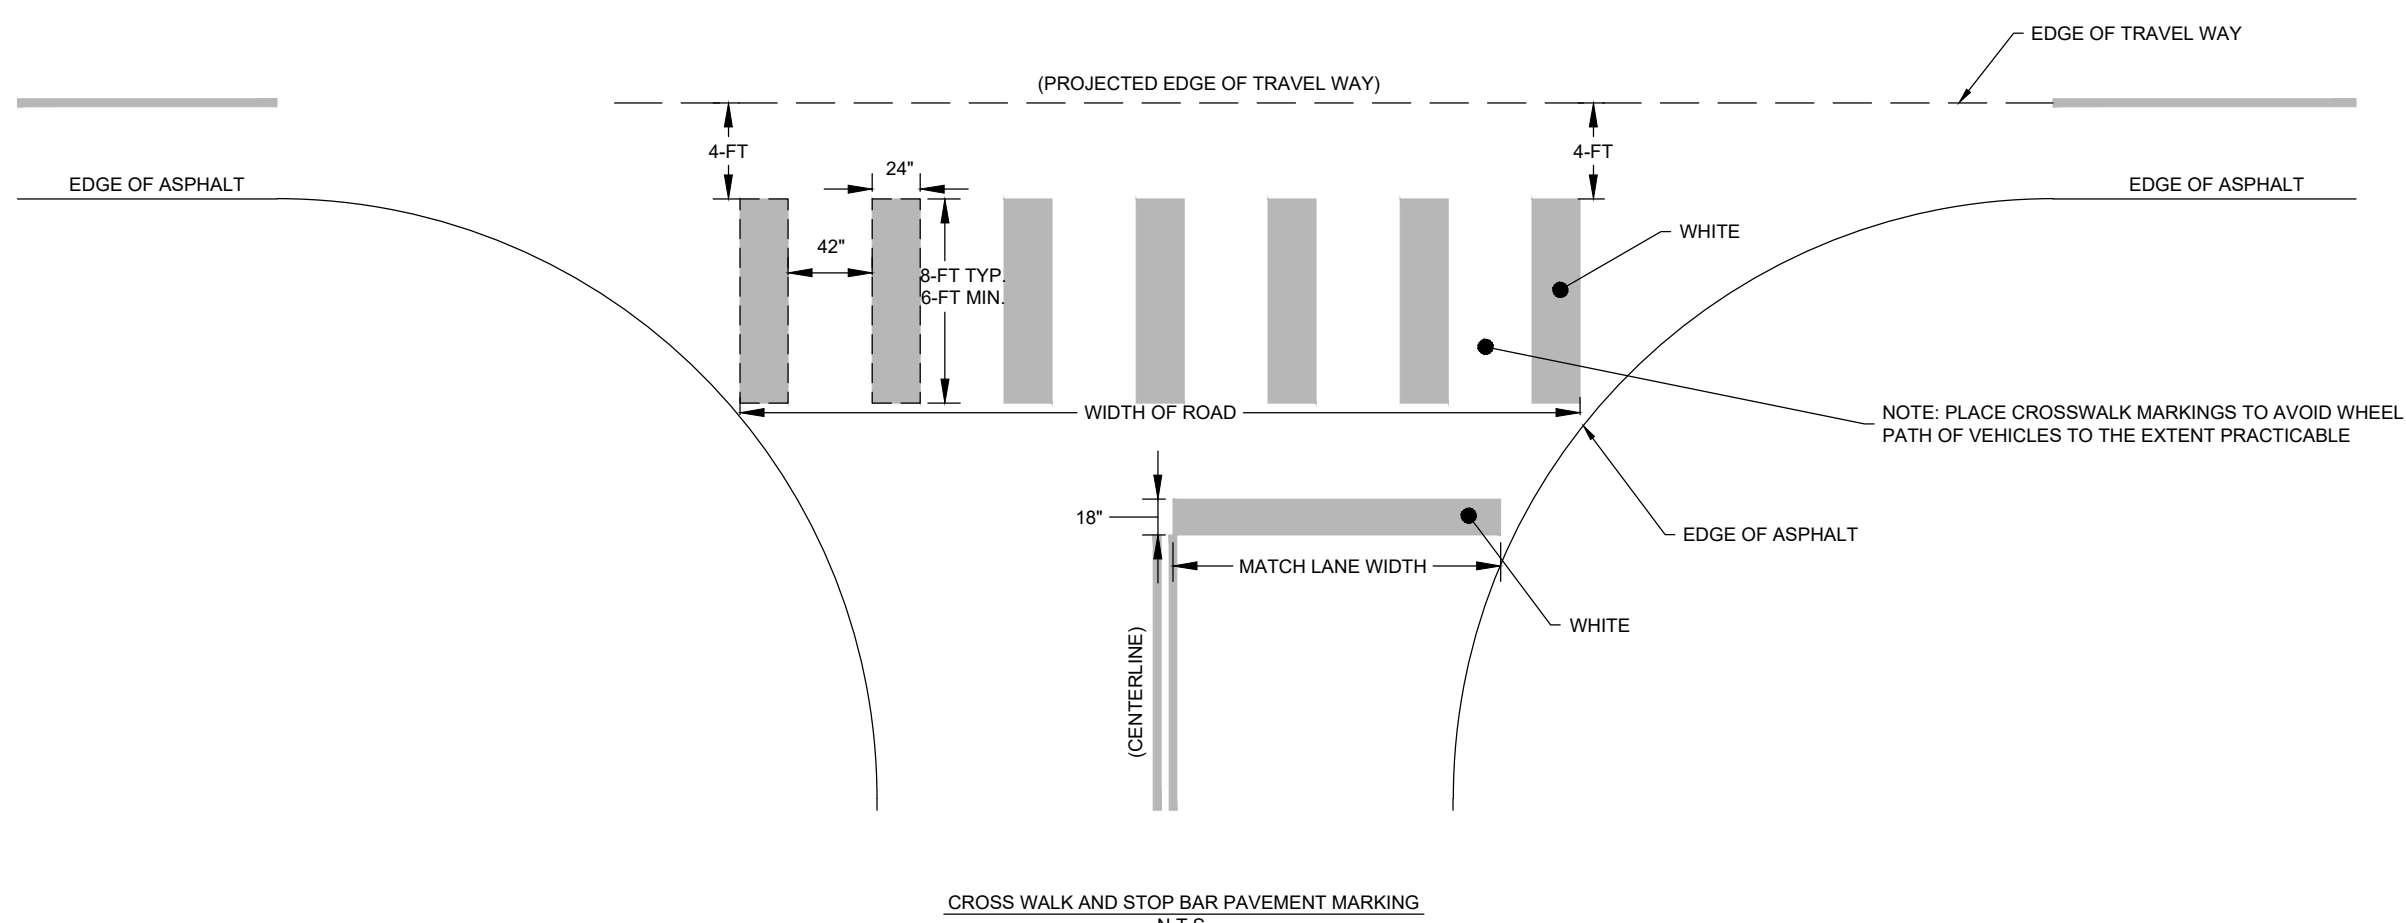 EDGE OF TRAVEL WAY
(PROJECTED EDGE OF TRAVEL WAY)
4-FT
4-FT
24"
EDGE OF ASPHALT
EDGE OF ASPHALT
WHITE
42"
8-FT TYP.
6-FT MIN.
WIDTH OF ROAD
NOTE: PLACE CROSSWALK MARKINGS TO AVOID WHEEL
PATH OF VEHICLES TO THE EXTENT PRACTICABLE
18"
EDGE OF ASPHALT
MATCH LANE WIDTH
WHITE
(CENTERLINE)
CROSS WALK AND STOP BAR PAVEMENT MARKING